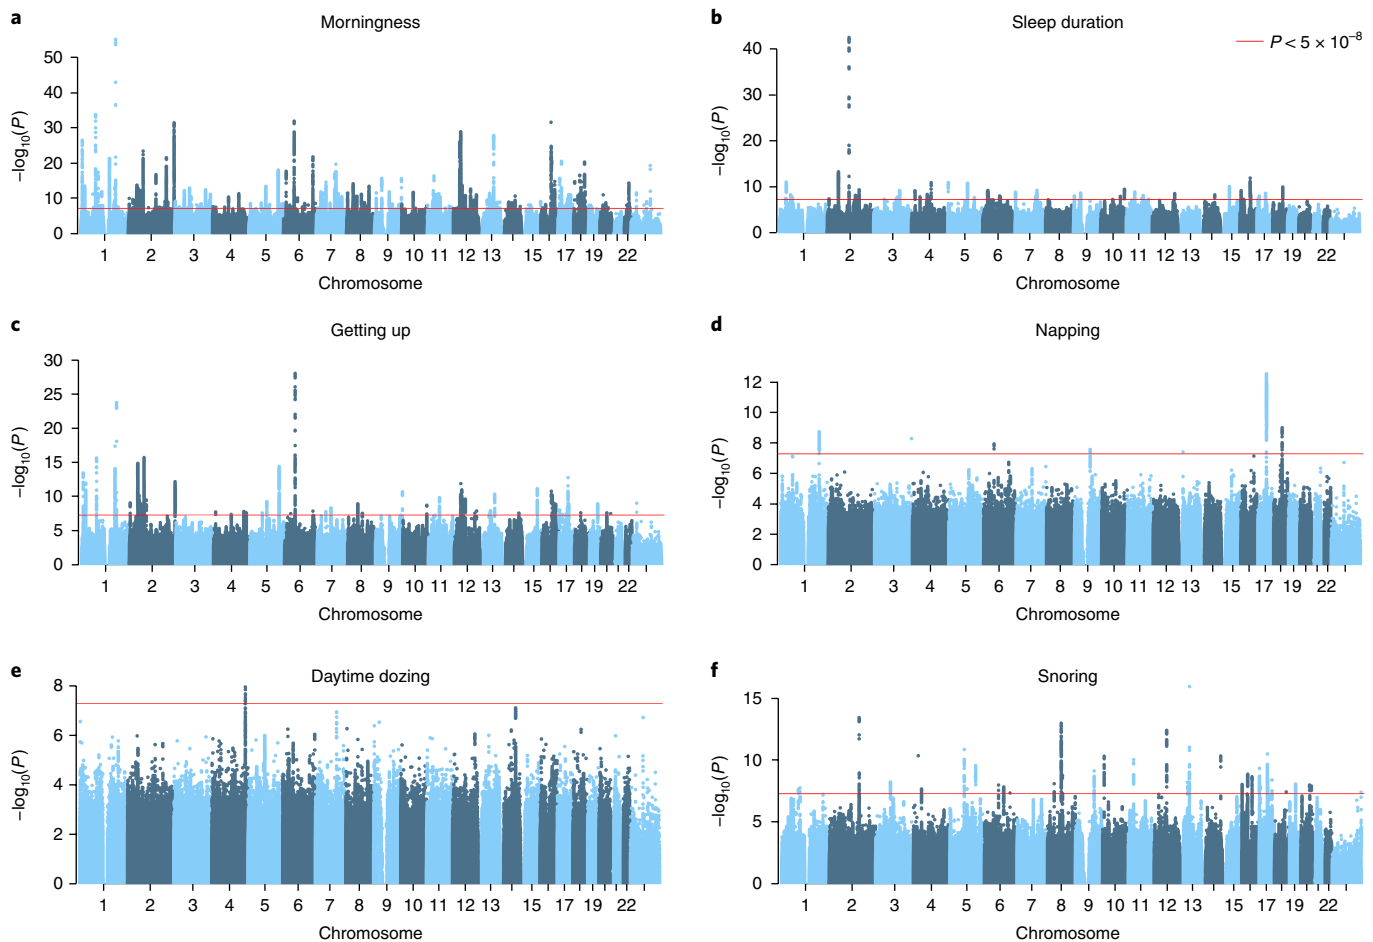 a
Morningness
−log10(P)
50
40
30
20
10
0
1 2 3 4 5 6 7 8 9 10 11 12 13 15 17 19 22
Chromosome
b
Sleep duration
P < 5 × 10–8
−log10(P)
40
30
20
10
0
1 2 3 4 5 6 7 8 9 10 11 12 13 15 17 19 22
Chromosome
c
Getting up
−log10(P)
30
25
20
15
10
5
0
1 2 3 4 5 6 7 8 9 10 11 12 13 15 17 19 22
Chromosome
d
Napping
−log10(P)
12
10
8
6
4
2
0
1 2 3 4 5 6 7 8 9 10 11 12 13 15 17 19 22
Chromosome
e
Daytime dozing
−log10(P)
8
6
4
2
0
1 2 3 4 5 6 7 8 9 10 11 12 13 15 17 19 22
Chromosome
f
Snoring
−log10(P)
15
10
5
0
1 2 3 4 5 6 7 8 9 10 11 12 13 15 17 19 22
Chromosome